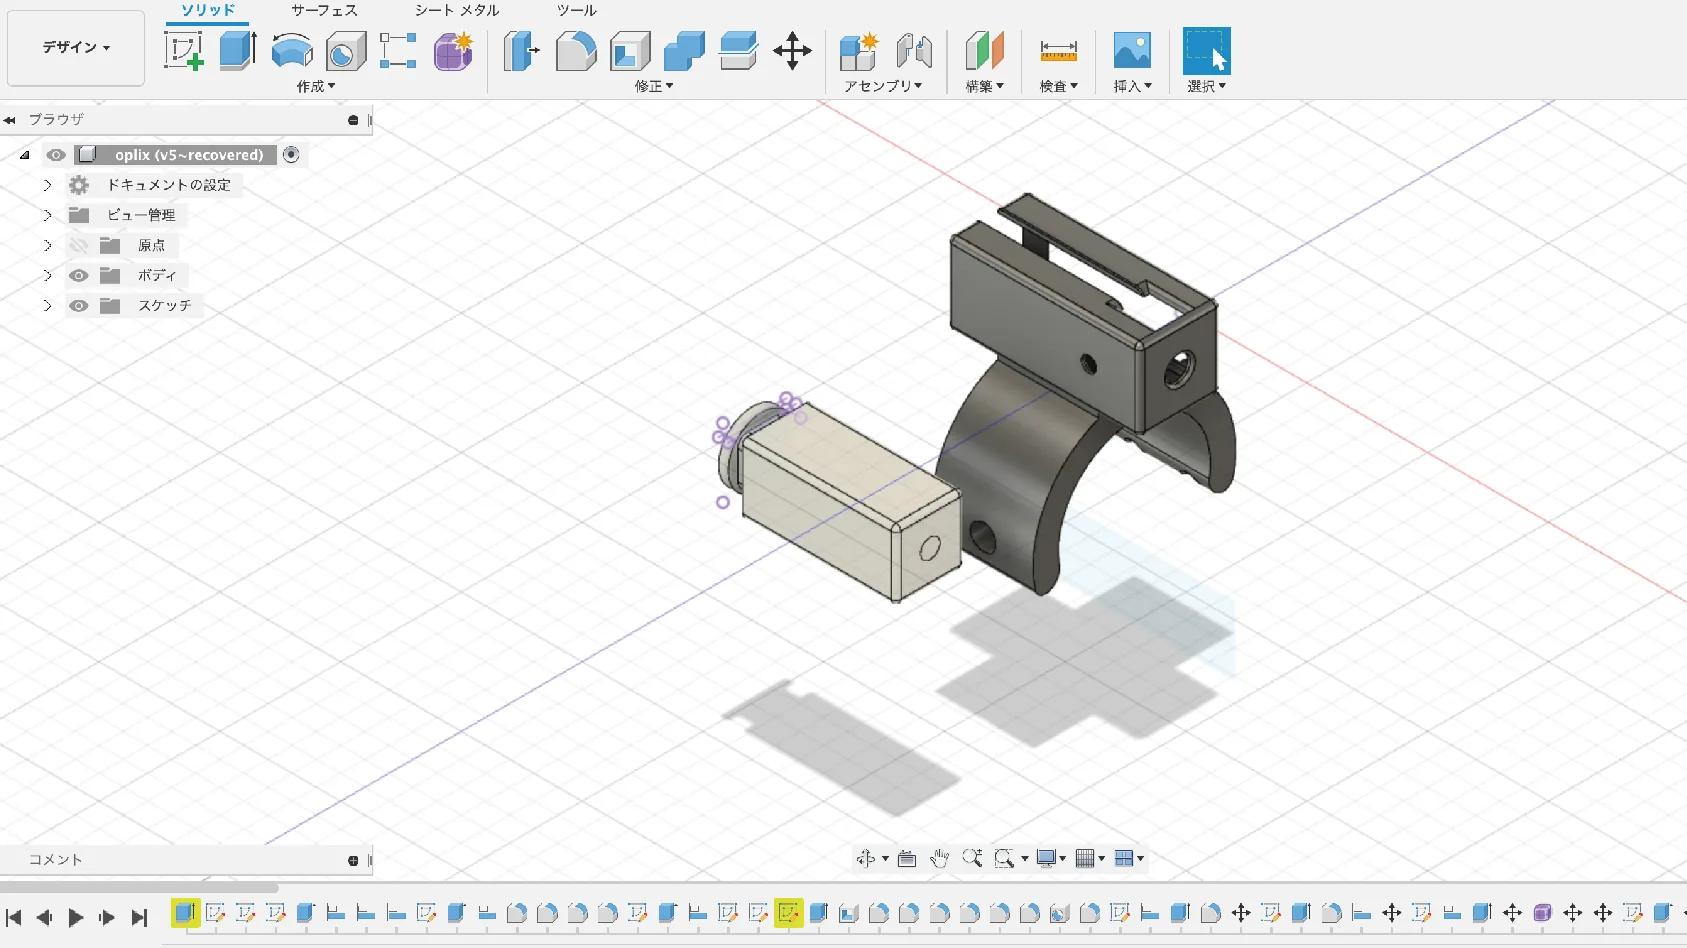 ソリッド サーフェス シート メタル ツール
デザイン
作成 修正 アセンブリ 構築 検査 挿入 選択
ブラウザ
oplix (v5~recovered)
ドキュメントの設定
ビュー管理
原点
ボディ
スケッチ
コメント